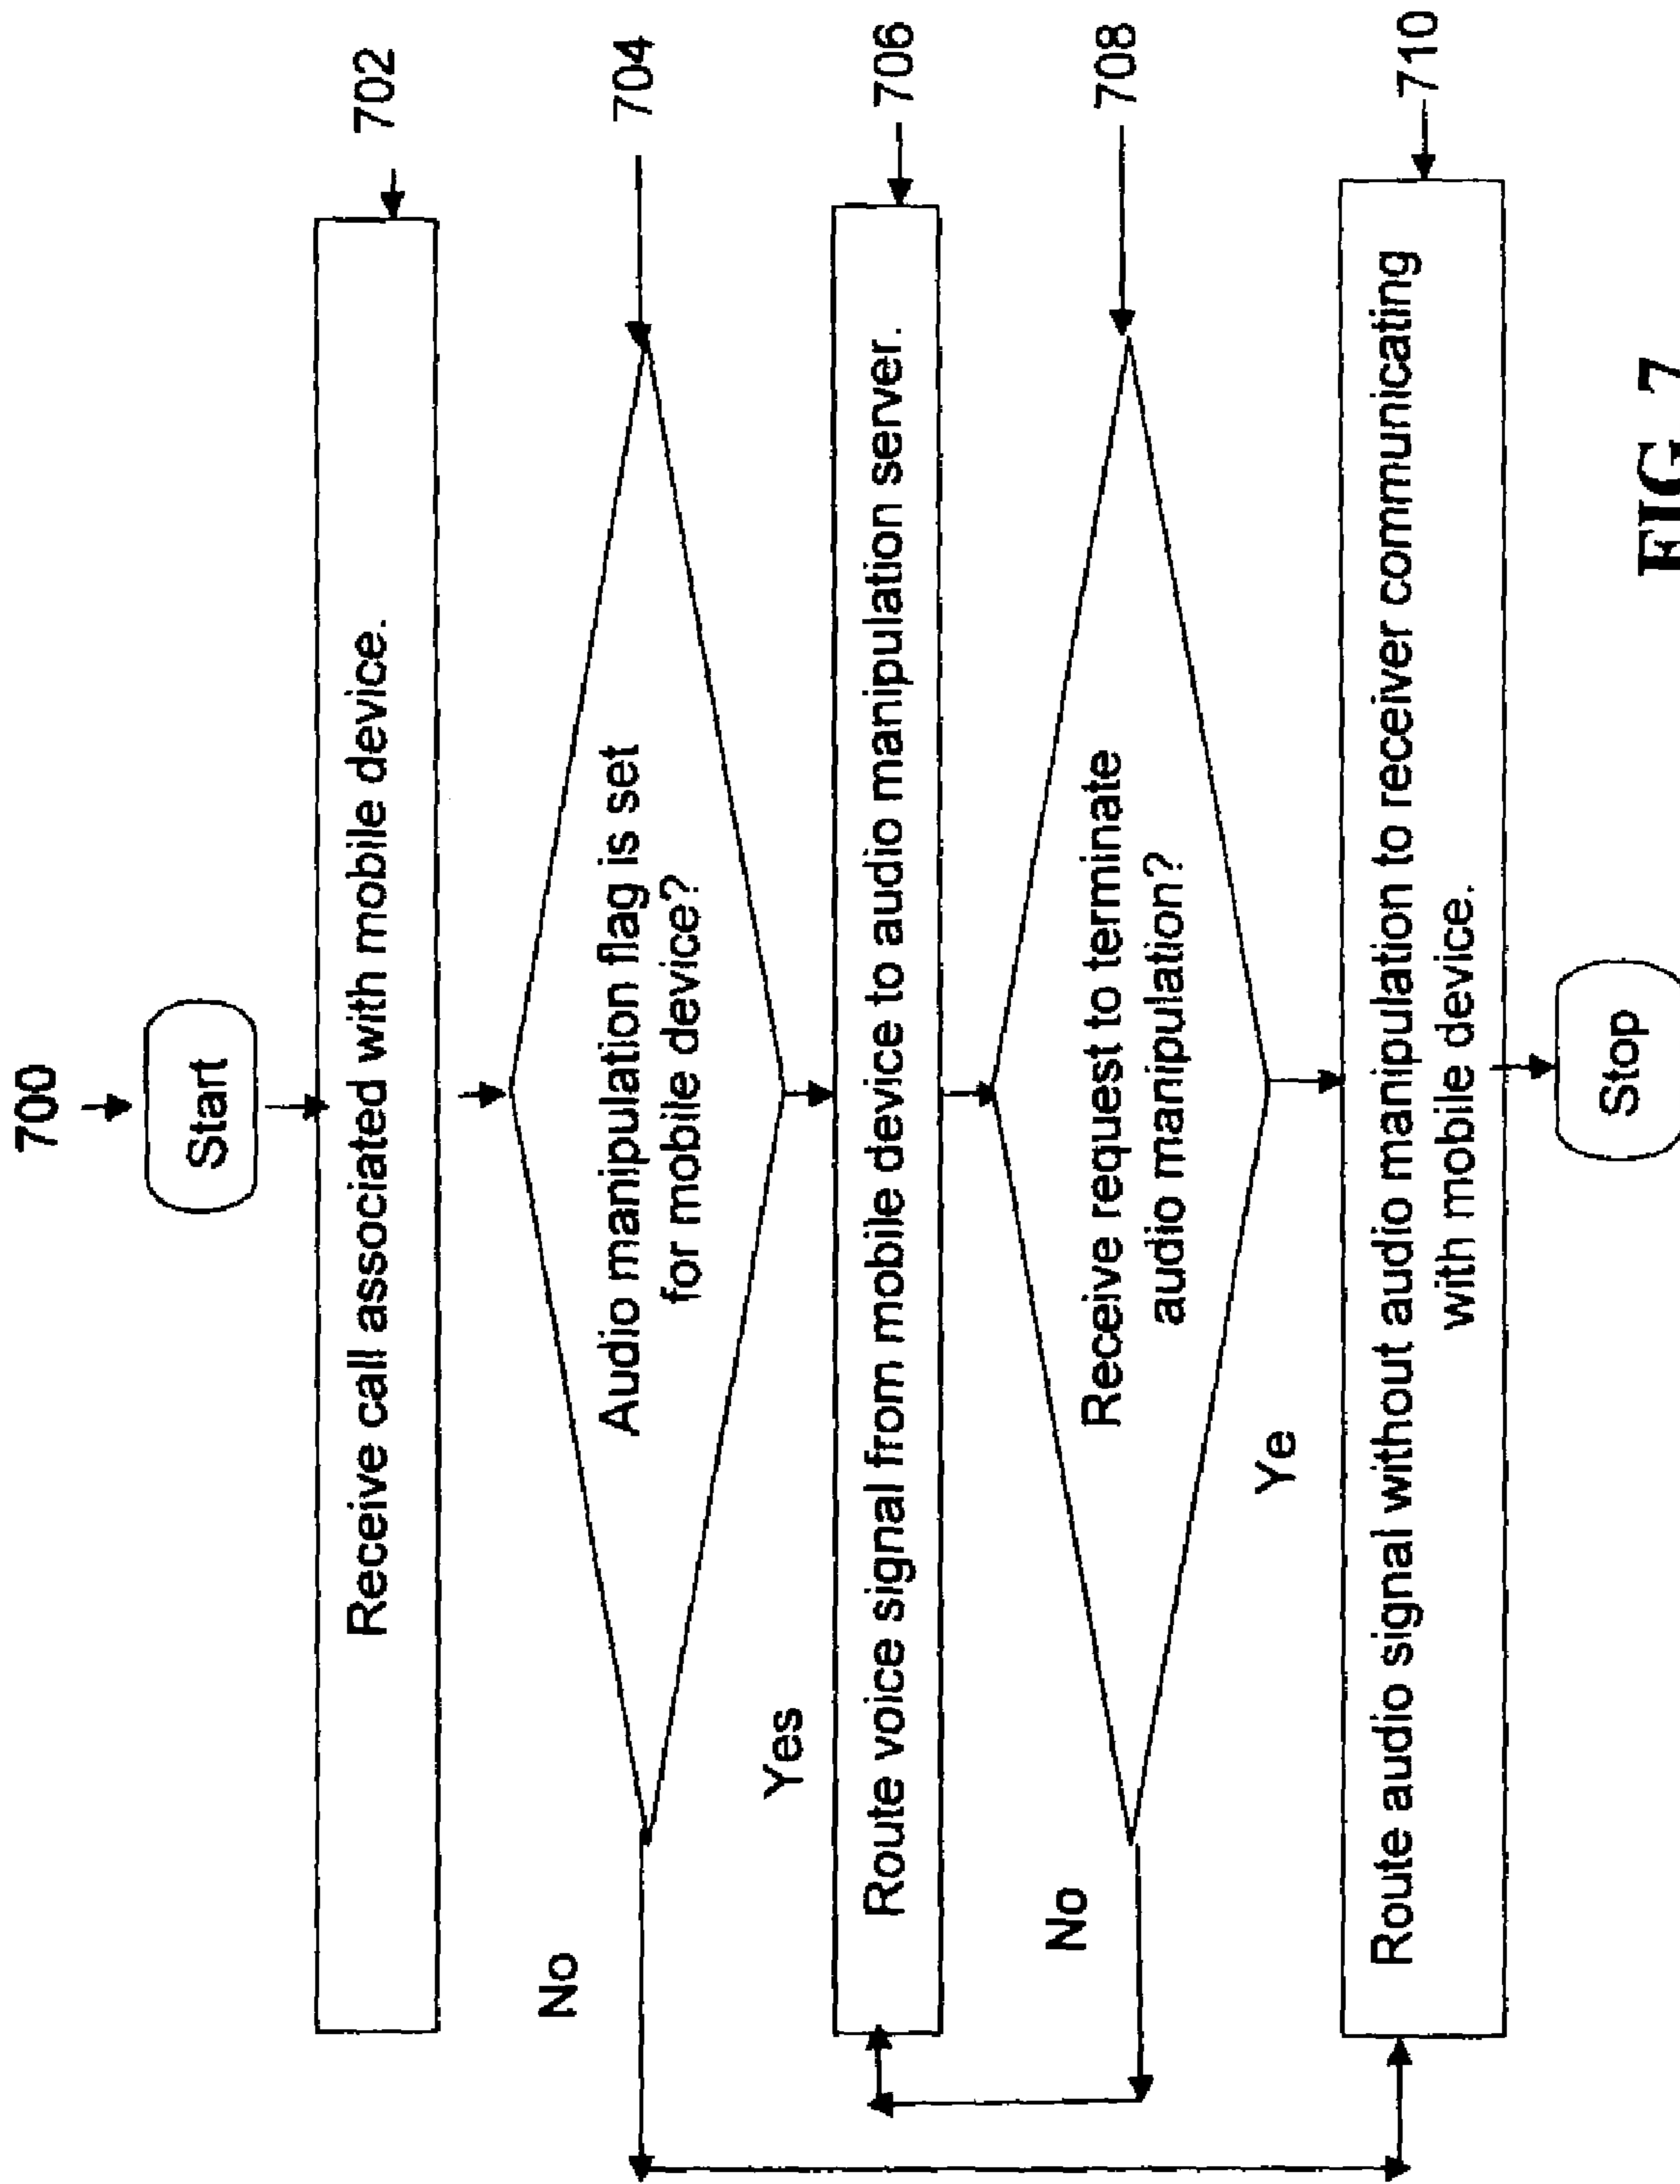 700
Start
Receive call associated with mobile device.
702
Audio manipulation flag is set
for mobile device?
704
No
Yes
Route voice signal from mobile device to audio manipulation server.
706
Receive request to terminate
audio manipulation?
708
No
Ye
Route audio signal without audio manipulation to receiver communicating
with mobile device.
710
Stop
FIG. 7